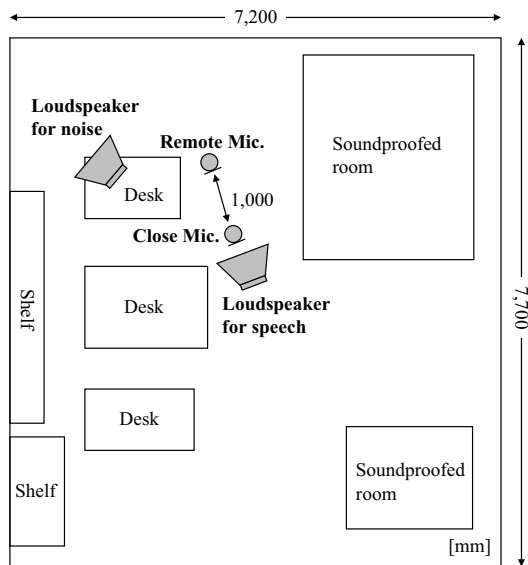 7,200
Loudspeaker
for noise
Remote Mic.
Soundproofed
room
Desk
1,000
Close Mic.
Shelf
Desk
Loudspeaker
for speech
7,700
Desk
Shelf
Soundproofed
room
[mm]